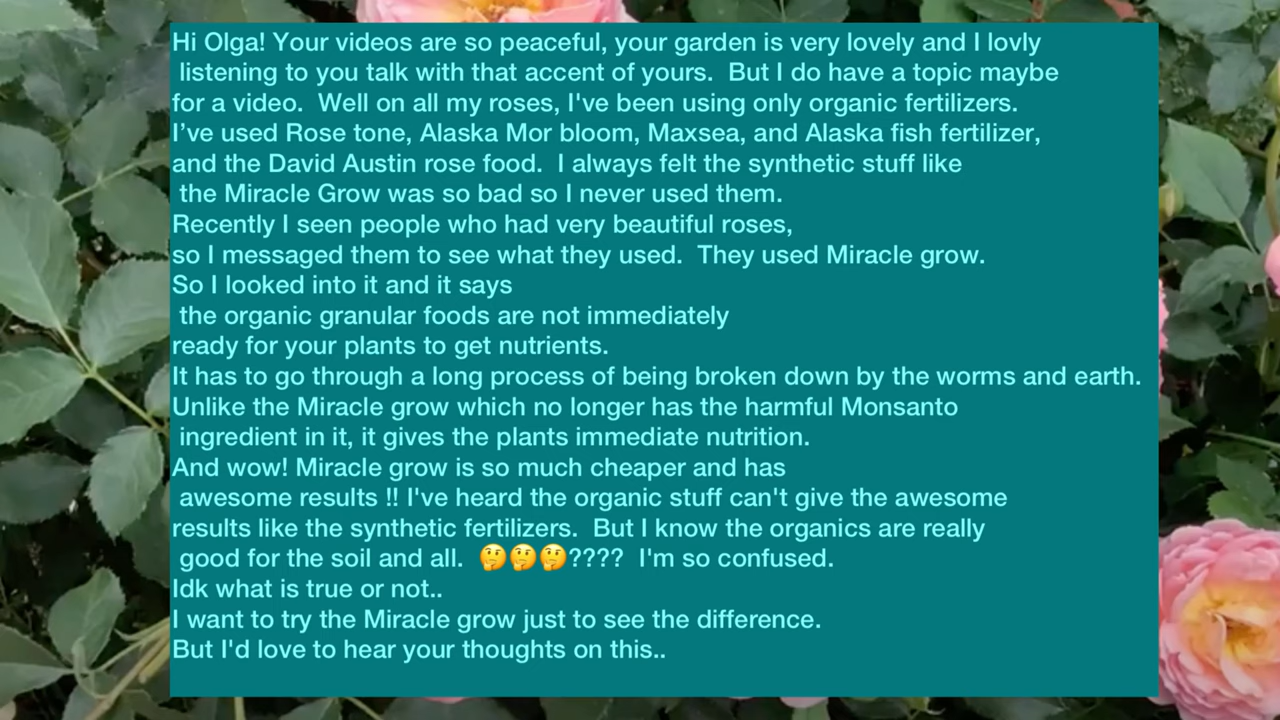 Hi Olga! Your videos are so peaceful, your garden is very lovely and I lovly
listening to you talk with that accent of yours.  But I do have a topic maybe
for a video.  Well on all my roses, I've been using only organic fertilizers.
I’ve used Rose tone, Alaska Mor bloom, Maxsea, and Alaska fish fertilizer,
and the David Austin rose food.  I always felt the synthetic stuff like
the Miracle Grow was so bad so I never used them.
Recently I seen people who had very beautiful roses,
so I messaged them to see what they used.  They used Miracle grow.
So I looked into it and it says
the organic granular foods are not immediately
ready for your plants to get nutrients.
It has to go through a long process of being broken down by the worms and earth.
Unlike the Miracle grow which no longer has the harmful Monsanto
ingredient in it, it gives the plants immediate nutrition.
And wow! Miracle grow is so much cheaper and has
awesome results !! I've heard the organic stuff can't give the awesome
results like the synthetic fertilizers.  But I know the organics are really
good for the soil and all.  🤔🤔🤔????  I'm so confused.
Idk what is true or not..
I want to try the Miracle grow just to see the difference.
But I'd love to hear your thoughts on this..